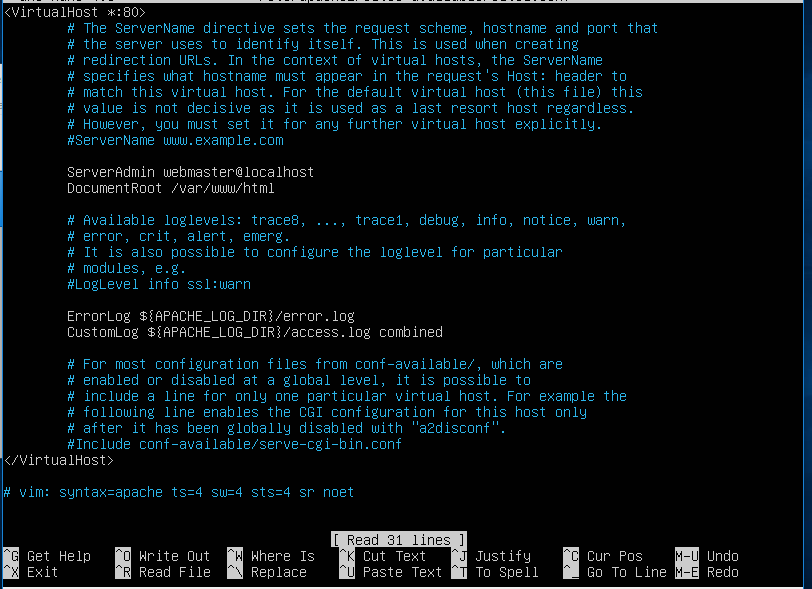 <VirtualHost *:80>
# The ServerName directive sets the request scheme, hostname and port that
# the server uses to identify itself. This is used when creating
# redirection URLs. In the context of virtual hosts, the ServerName
# specifies what hostname must appear in the request's Host: header to
# match this virtual host. For the default virtual host (this file) this
# value is not decisive as it is used as a last resort host regardless.
# However, you must set it for any further virtual host explicitly.
#ServerName www.example.com
ServerAdmin webmaster@localhost
DocumentRoot /var/www/html
# Available loglevels: trace8, ..., trace1, debug, info, notice, warn,
# error, crit, alert, emerg.
# It is also possible to configure the loglevel for particular
# modules, e.g.
#LogLevel info ssl:warn
ErrorLog ${APACHE_LOG_DIR}/error.log
CustomLog ${APACHE_LOG_DIR}/access.log combined
# For most configuration files from conf-available/, which are
# enabled or disabled at a global level, it is possible to
# include a line for only one particular virtual host. For example the
# following line enables the CGI configuration for this host only
# after it has been globally disabled with "a2disconf".
#Include conf-available/serve-cgi-bin.conf
</VirtualHost>
# vim: syntax=apache ts=4 sw=4 sts=4 sr noet
[ Read 31 lines ]
^G Get Help ^O Write Out ^W Where Is ^K Cut Text ^J Justify ^C Cur Pos M-U Undo
^X Exit ^R Read File ^\ Replace ^U Paste Text ^T To Spell ^_ Go To Line M-E Redo